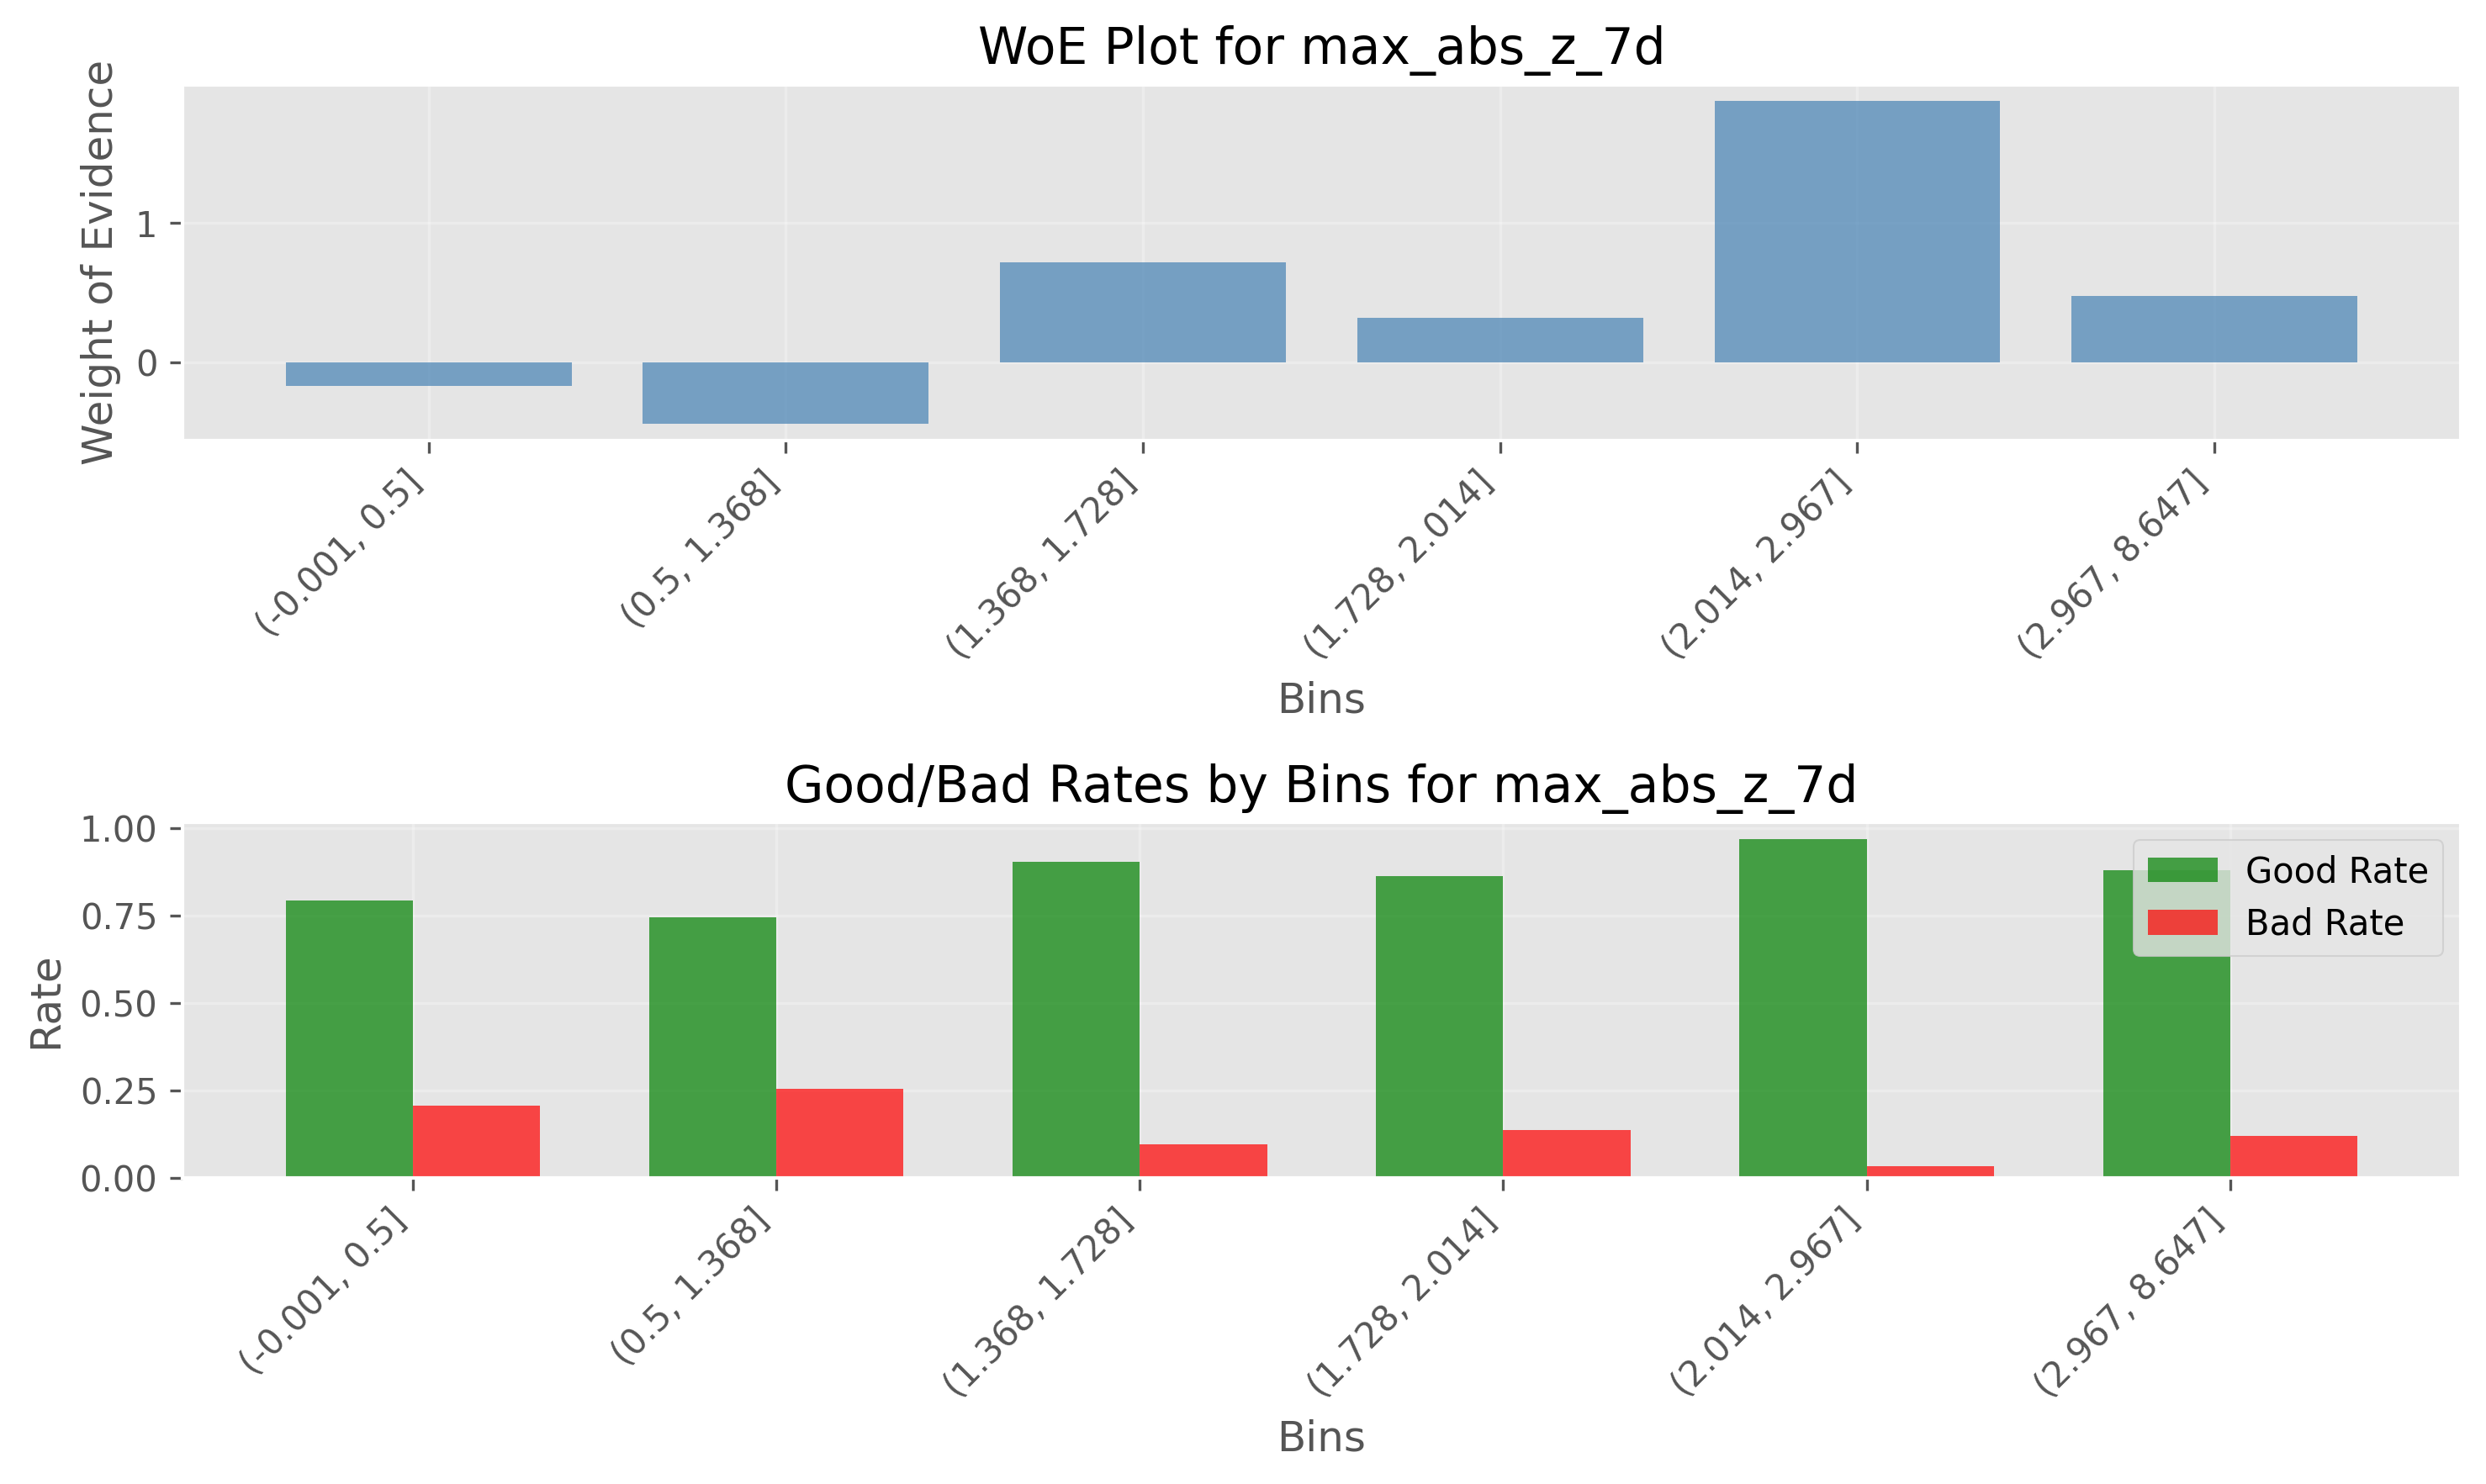 WoE Plot for max_abs_z_7d
Weight of Evidence
1
0
(-0.001, 0.5]
(0.5, 1.368]
(1.368, 1.728]
(1.728, 2.014]
(2.014, 2.967]
(2.967, 8.647]
Bins
Good/Bad Rates by Bins for max_abs_z_7d
Rate
1.00
0.75
0.50
0.25
0.00
Good Rate
Bad Rate
(-0.001, 0.5]
(0.5, 1.368]
(1.368, 1.728]
(1.728, 2.014]
(2.014, 2.967]
(2.967, 8.647]
Bins